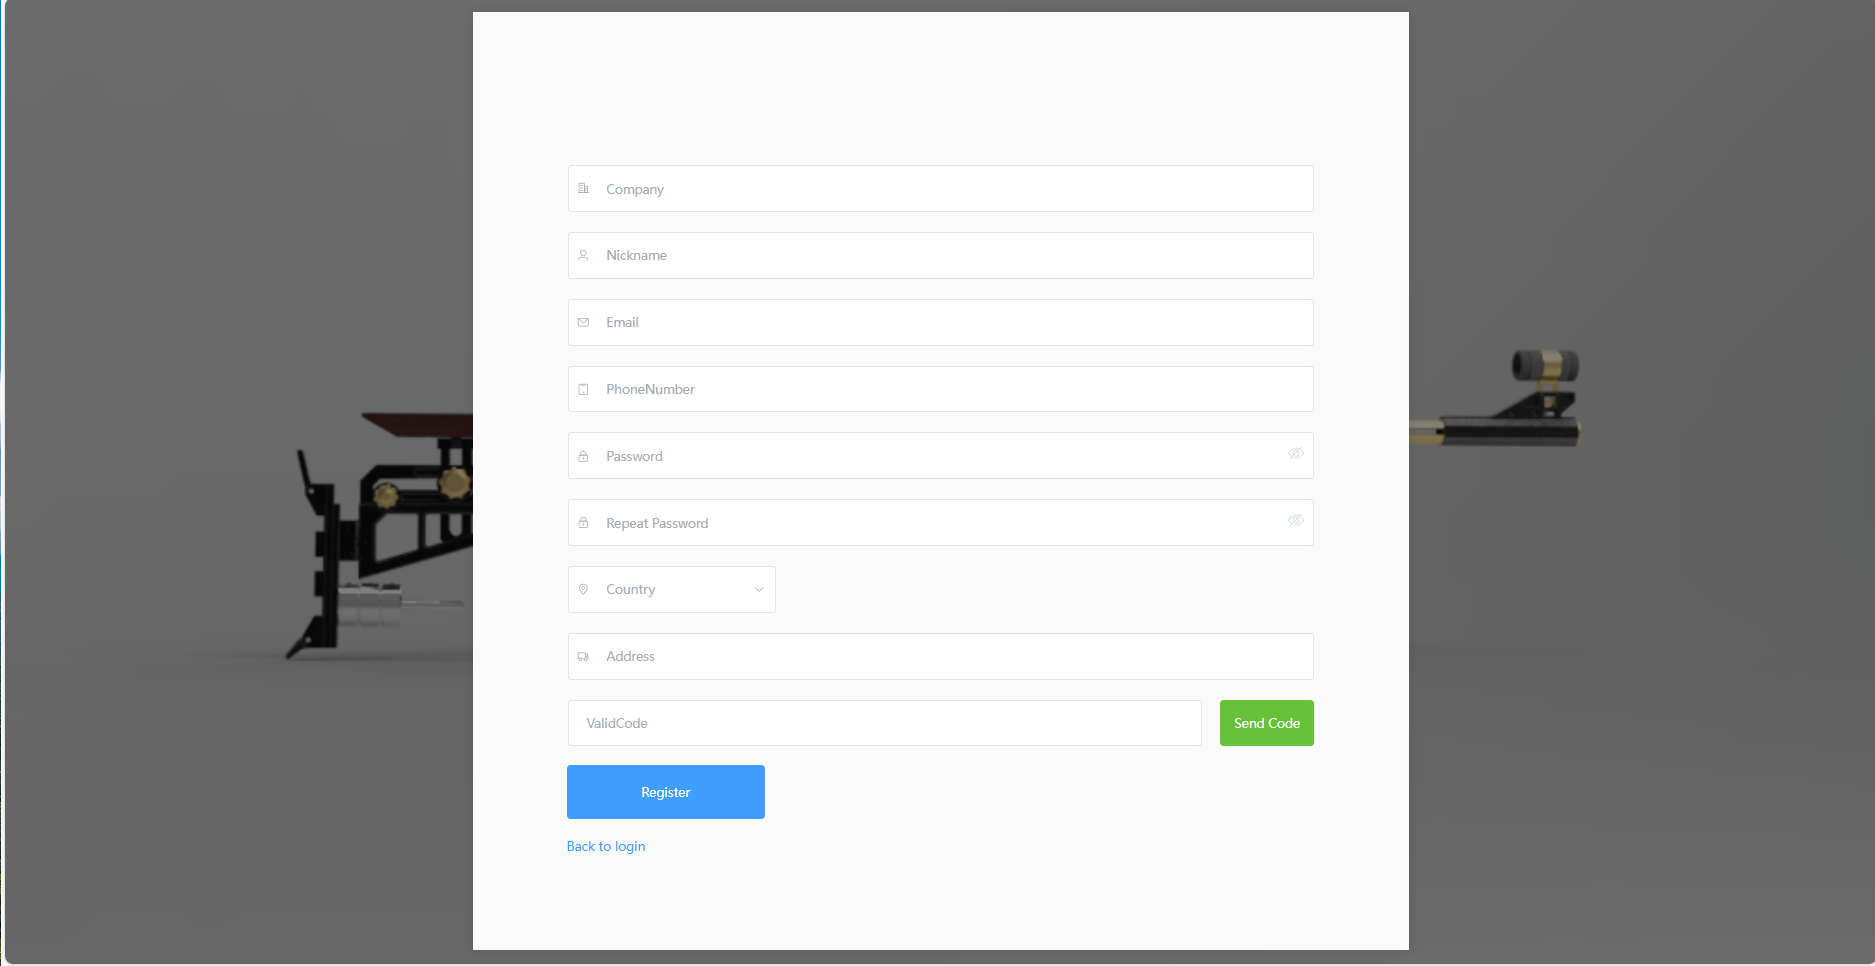 Company
Nickname
Email
PhoneNumber
Password
Repeat Password
Country
Address
ValidCode
Send Code
Register
Back to login